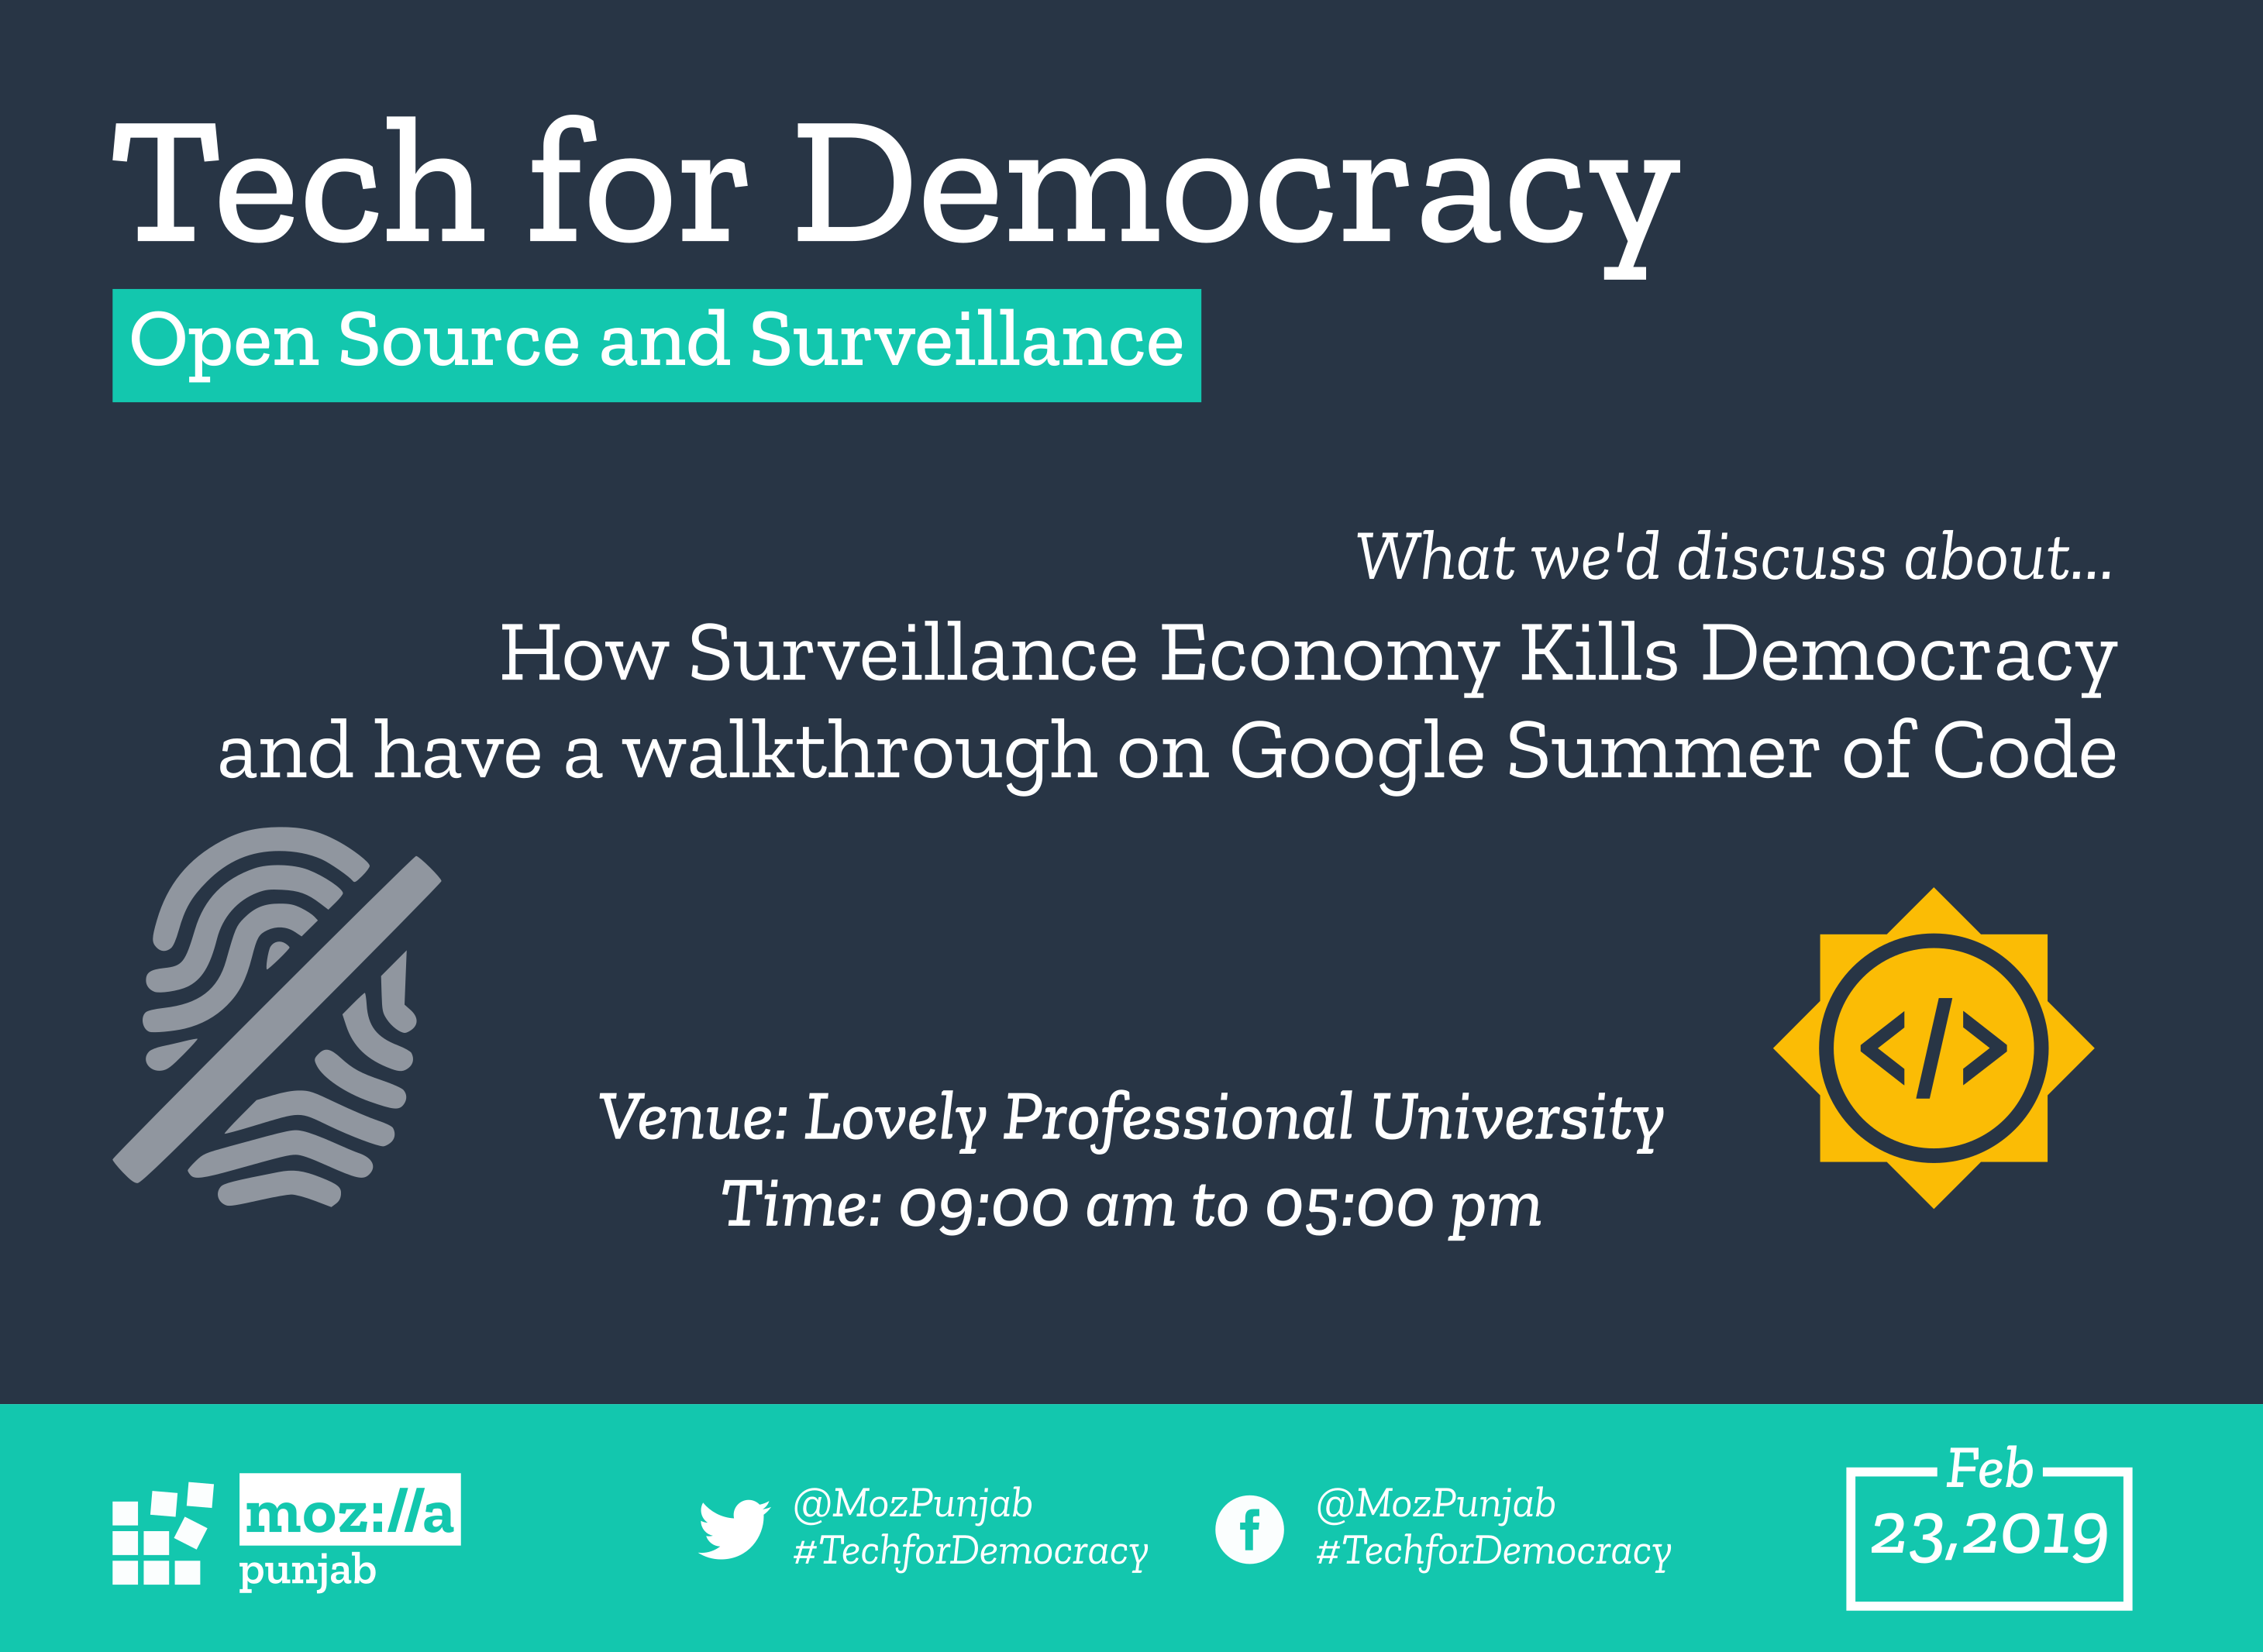 Tech for Democracy
Open Source and Surveillance
What we'd discuss about...
How Surveillance Economy Kills Democracy
and have a walkthrough on Google Summer of Code
</>
Venue: Lovely Professional University
Time: 09:00 am to 05:00 pm
moz://a
punjab
@MozPunjab
#TechforDemocracy
@MozPunjab
#TechforDemocracy
Feb
23,2019